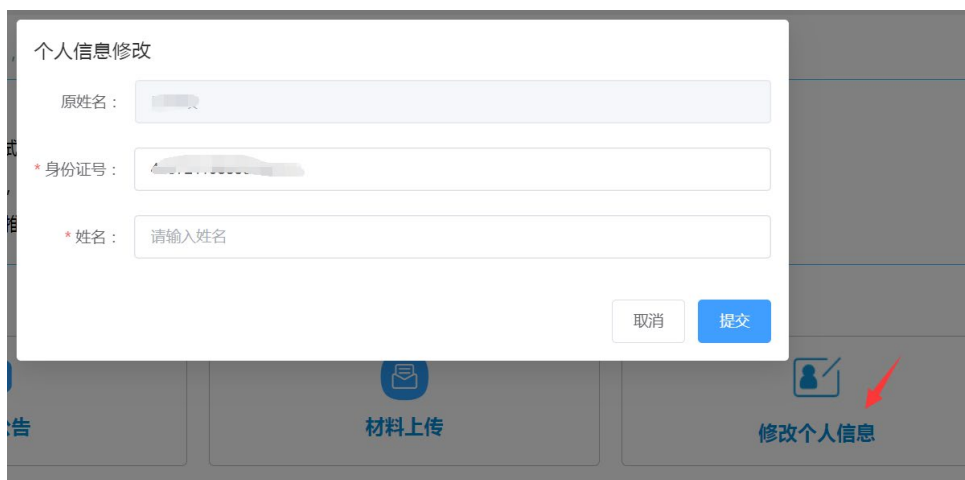 个人信息修改
原姓名：
* 身份证号：
* 姓名：
请输入姓名
取消
提交
告
材料上传
修改个人信息